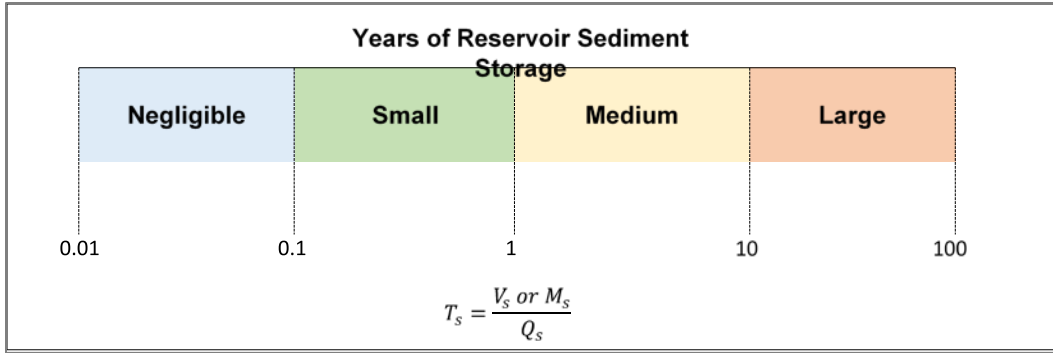 Years of Reservoir Sediment
Storage
Negligible Small Medium Large
0.01 0.1 1 10 100
T_s = V_s or M_s / Q_s